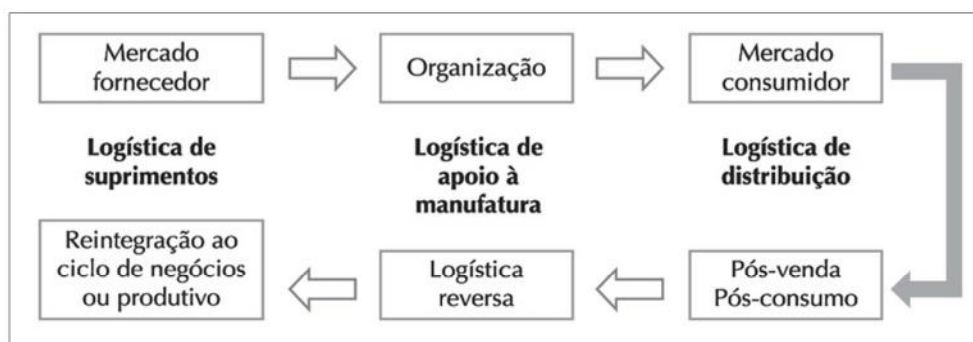 Mercado
fornecedor
Organização
Mercado
consumidor
Logística de
suprimentos
Logística de
apoio à
manufatura
Logística de
distribuição
Reintegração ao
ciclo de negócios
ou produtivo
Logística
reversa
Pós-venda
Pós-consumo